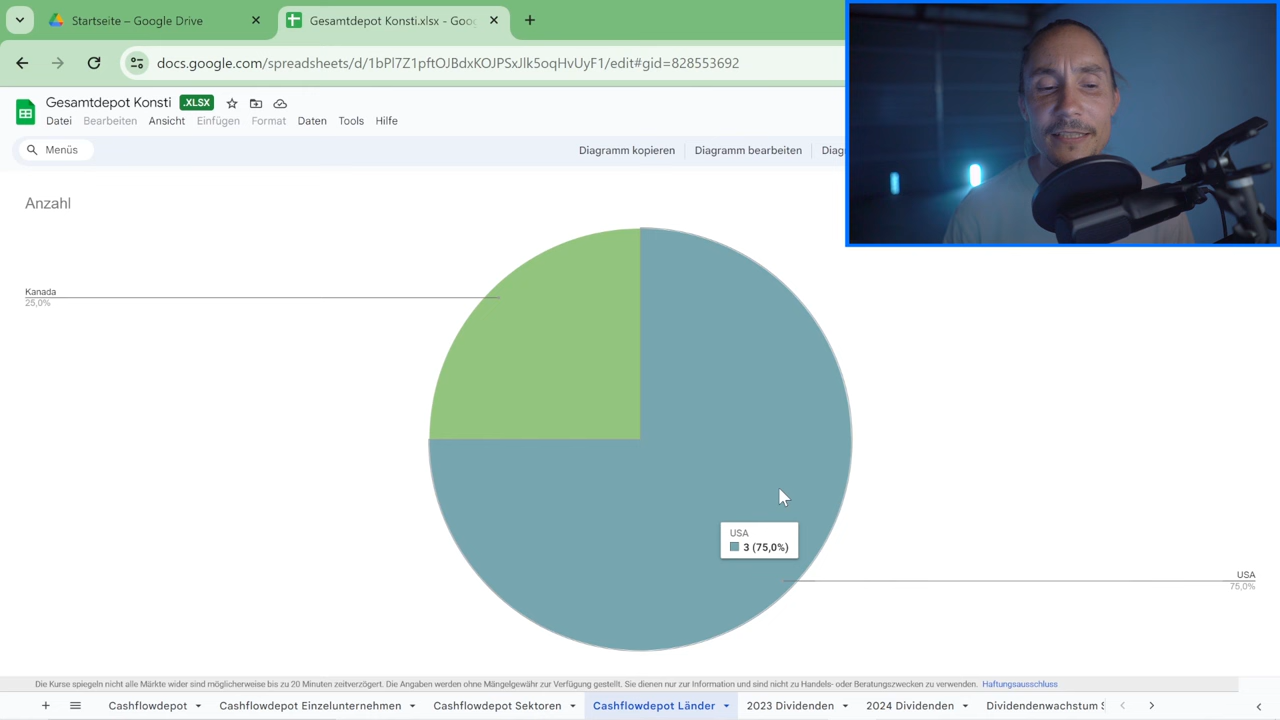 Startseite – Google Drive
Gesamtdepot Konsti.xlsx - Goo
docs.google.com/spreadsheets/d/1bPl7Z1pftOJBdxKOJPSxJlk5oqHvUyF1/edit#gid=828553692
Gesamtdepot Konsti .XLSX
Datei Bearbeiten Ansicht Einfügen Format Daten Tools Hilfe
Menüs Diagramm kopieren Diagramm bearbeiten Diag
Anzahl
Kanada
25,0%
USA
3 (75,0%)
USA
75,0%
Die Kurse spiegeln nicht alle Märkte wider sind möglicherweise bis zu 20 Minuten zeitverzögert. Die Angaben werden ohne Mängelgewähr zur Verfügung gestellt. Sie dienen nur zur Information und sind nicht zu Handels- oder Beratungszwecken zu verwenden. Haftungsausschluss
Cashflowdepot Cashflowdepot Einzelunternehmen Cashflowdepot Sektoren Cashflowdepot Länder 2023 Dividenden 2024 Dividenden Dividendenwachstum S